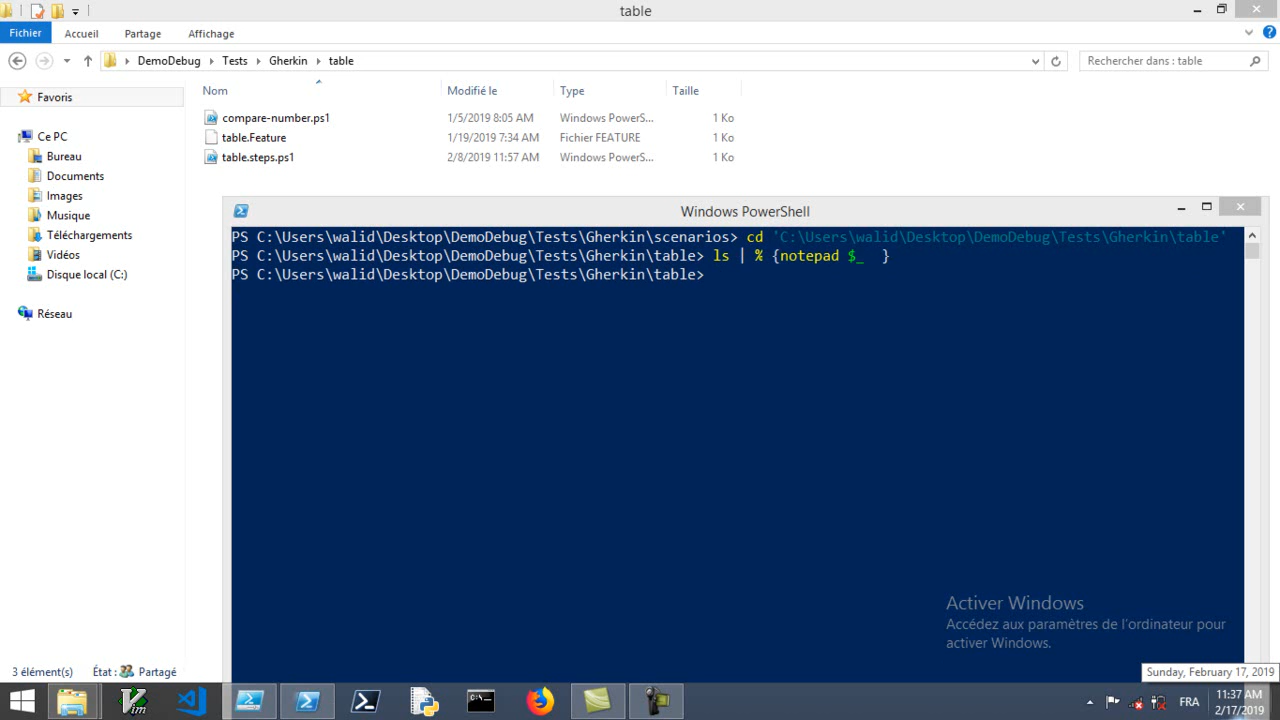 table
Fichier Accueil Partage Affichage
DemoDebug Tests Gherkin table
Rechercher dans : table
Nom Modifié le Type Taille
Favoris
compare-number.ps1 1/5/2019 8:05 AM Windows PowerS... 1 Ko
table.Feature 1/19/2019 7:34 AM Fichier FEATURE 1 Ko
table.steps.ps1 2/8/2019 11:57 AM Windows PowerS... 1 Ko
Ce PC
Bureau
Documents
Images
Musique
Téléchargements
Vidéos
Disque local (C:)
Réseau
Windows PowerShell
PS C:\Users\walid\Desktop\DemoDebug\Tests\Gherkin\scenarios> cd 'C:\Users\walid\Desktop\DemoDebug\Tests\Gherkin\table'
PS C:\Users\walid\Desktop\DemoDebug\Tests\Gherkin\table> ls | % {notepad $_  }
PS C:\Users\walid\Desktop\DemoDebug\Tests\Gherkin\table>
Activer Windows
Accédez aux paramètres de l'ordinateur pour
activer Windows.
3 élément(s) État : Partagé
Sunday, February 17, 2019
FRA
11:37 AM
2/17/2019